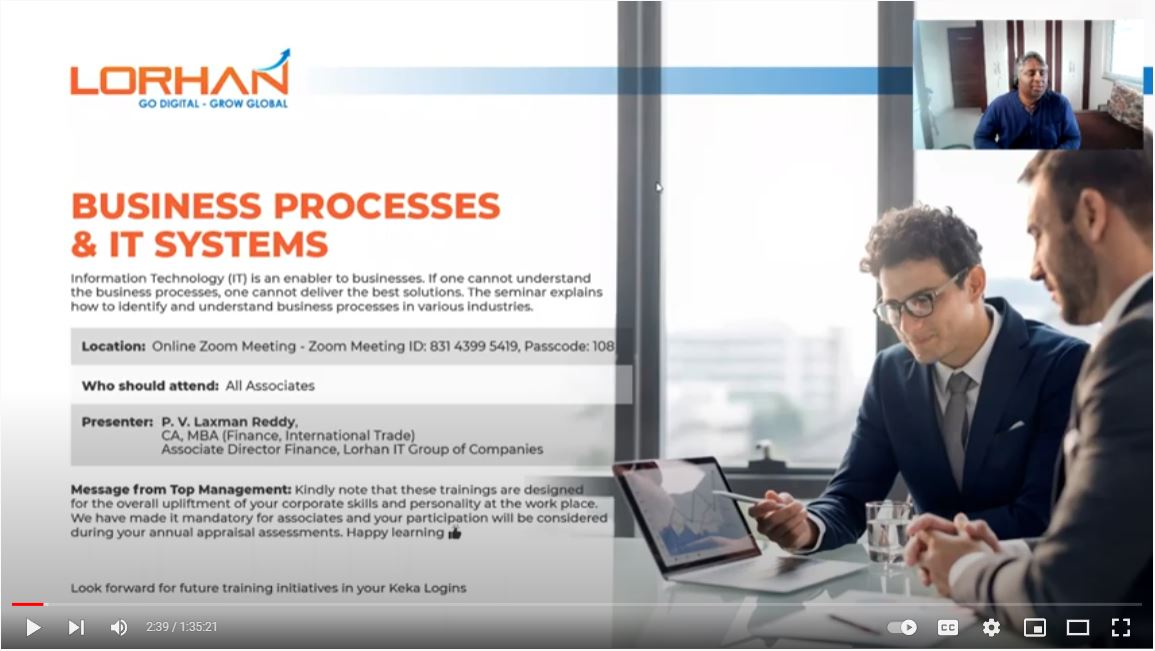 LORHAN
GO DIGITAL - GROW GLOBAL
BUSINESS PROCESSES
& IT SYSTEMS
Information Technology (IT) is an enabler to businesses. If one cannot understand
the business processes, one cannot deliver the best solutions. The seminar explains
how to identify and understand business processes in various industries.
Location: Online Zoom Meeting - Zoom Meeting ID: 831 4399 5419, Passcode: 108
Who should attend: All Associates
Presenter: P. V. Laxman Reddy,
CA, MBA (Finance, International Trade)
Associate Director Finance, Lorhan IT Group of Companies
Message from Top Management: Kindly note that these trainings are designed
for the overall upliftment of your corporate skills and personality at the work place.
We have made it mandatory for associates and your participation will be considered
during your annual appraisal assessments. Happy learning 👍
Look forward for future training initiatives in your Keka Logins
2:39 / 1:35:21
CC